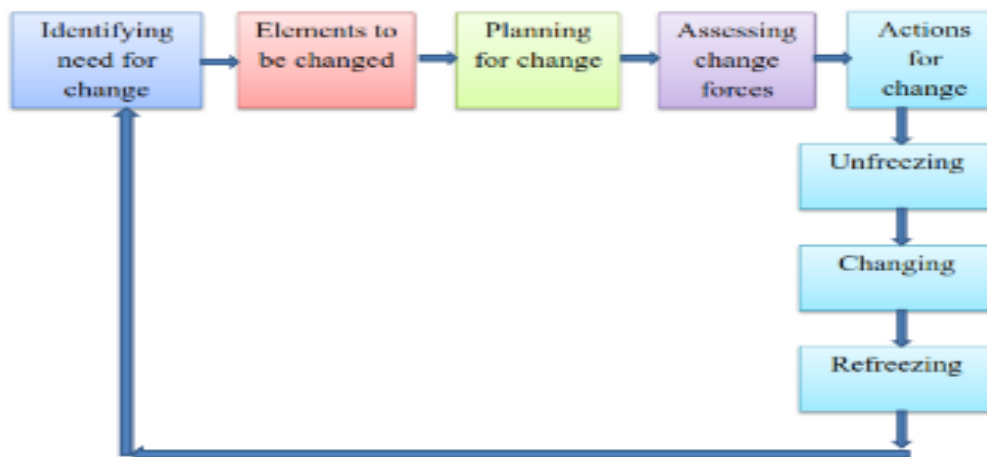 Identifying
need for
change
Elements to
be changed
Planning
for change
Assessing
change
forces
Actions
for
change
Unfreezing
Changing
Refreezing